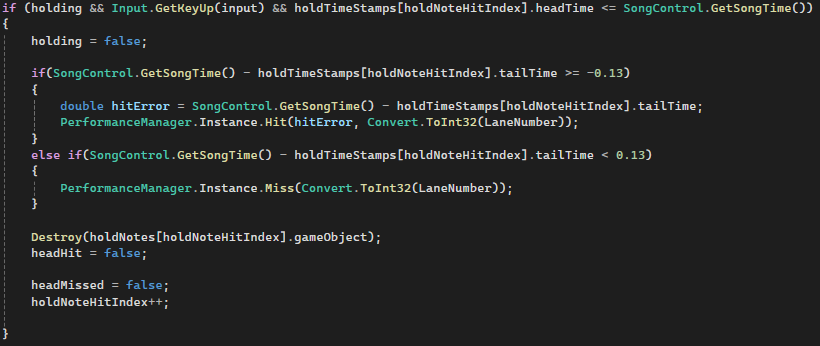 if (holding && Input.GetKeyUp(input) && holdTimeStamps[holdNoteHitIndex].headTime <= SongControl.GetSongTime())
{
holding = false;
if(SongControl.GetSongTime() - holdTimeStamps[holdNoteHitIndex].tailTime >= -0.13)
{
double hitError = SongControl.GetSongTime() - holdTimeStamps[holdNoteHitIndex].tailTime;
PerformanceManager.Instance.Hit(hitError, Convert.ToInt32(LaneNumber));
}
else if(SongControl.GetSongTime() - holdTimeStamps[holdNoteHitIndex].tailTime < 0.13)
{
PerformanceManager.Instance.Miss(Convert.ToInt32(LaneNumber));
}
Destroy(holdNotes[holdNoteHitIndex].gameObject);
headHit = false;
headMissed = false;
holdNoteHitIndex++;
}